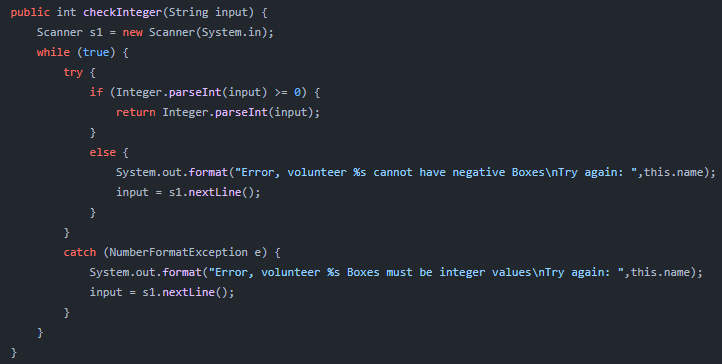 public int checkInteger(String input) {
    Scanner s1 = new Scanner(System.in);
    while (true) {
        try {
            if (Integer.parseInt(input) >= 0) {
                return Integer.parseInt(input);
            }
            else {
                System.out.format("Error, volunteer %s cannot have negative Boxes\nTry again: ",this.name);
                input = s1.nextLine();
            }
        }
        catch (NumberFormatException e) {
            System.out.format("Error, volunteer %s Boxes must be integer values\nTry again: ",this.name);
            input = s1.nextLine();
        }
    }
}